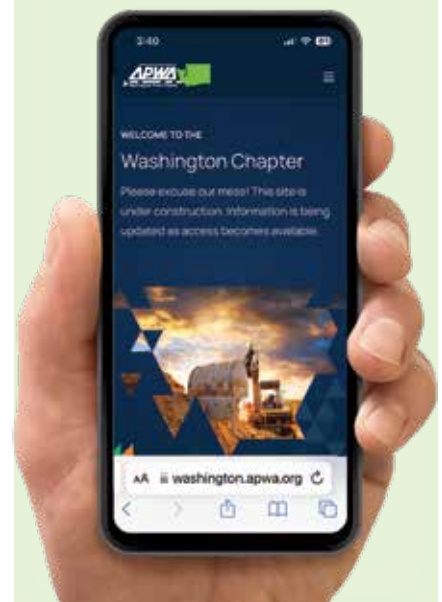 3:40
APWA
WELCOME TO THE
Washington Chapter
Please excuse our mess! This site is
under construction. Information is being
updated as access becomes available.
AA washington.apwa.org